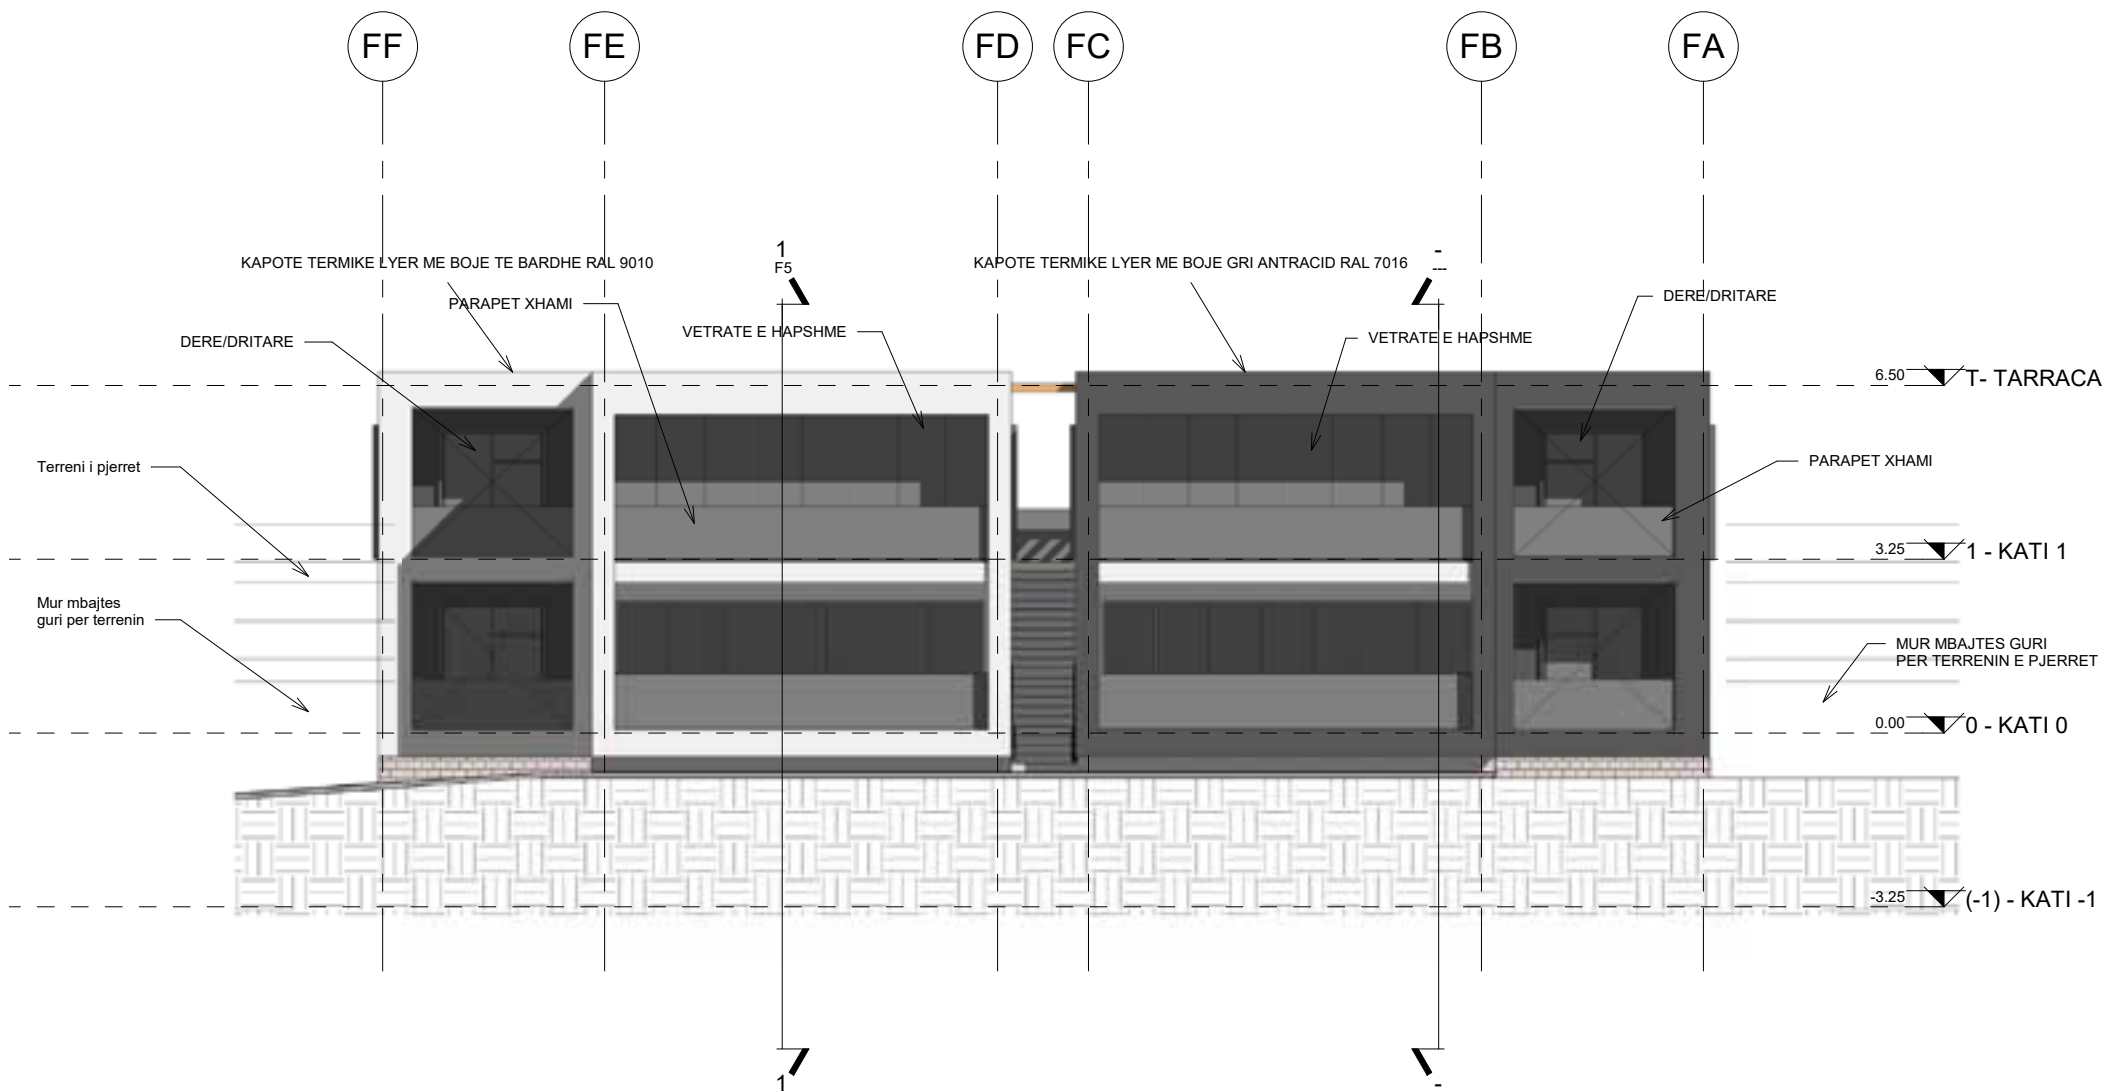 FF
FE
FD
FC
FB
FA
1
F5
-
---
KAPOTE TERMIKE LYER ME BOJE TE BARDHE RAL 9010
KAPOTE TERMIKE LYER ME BOJE GRI ANTRACID RAL 7016
PARAPET XHAMI
DERE/DRITARE
VETRATE E HAPSHME
DERE/DRITARE
VETRATE E HAPSHME
6.50
T- TARRACA
Terreni i pjerret
PARAPET XHAMI
3.25
1 - KATI 1
Mur mbajtes
guri per terrenin
MUR MBAJTES GURI
PER TERRENIN E PJERRET
0.00
0 - KATI 0
-3.25
(-1) - KATI -1
1
-